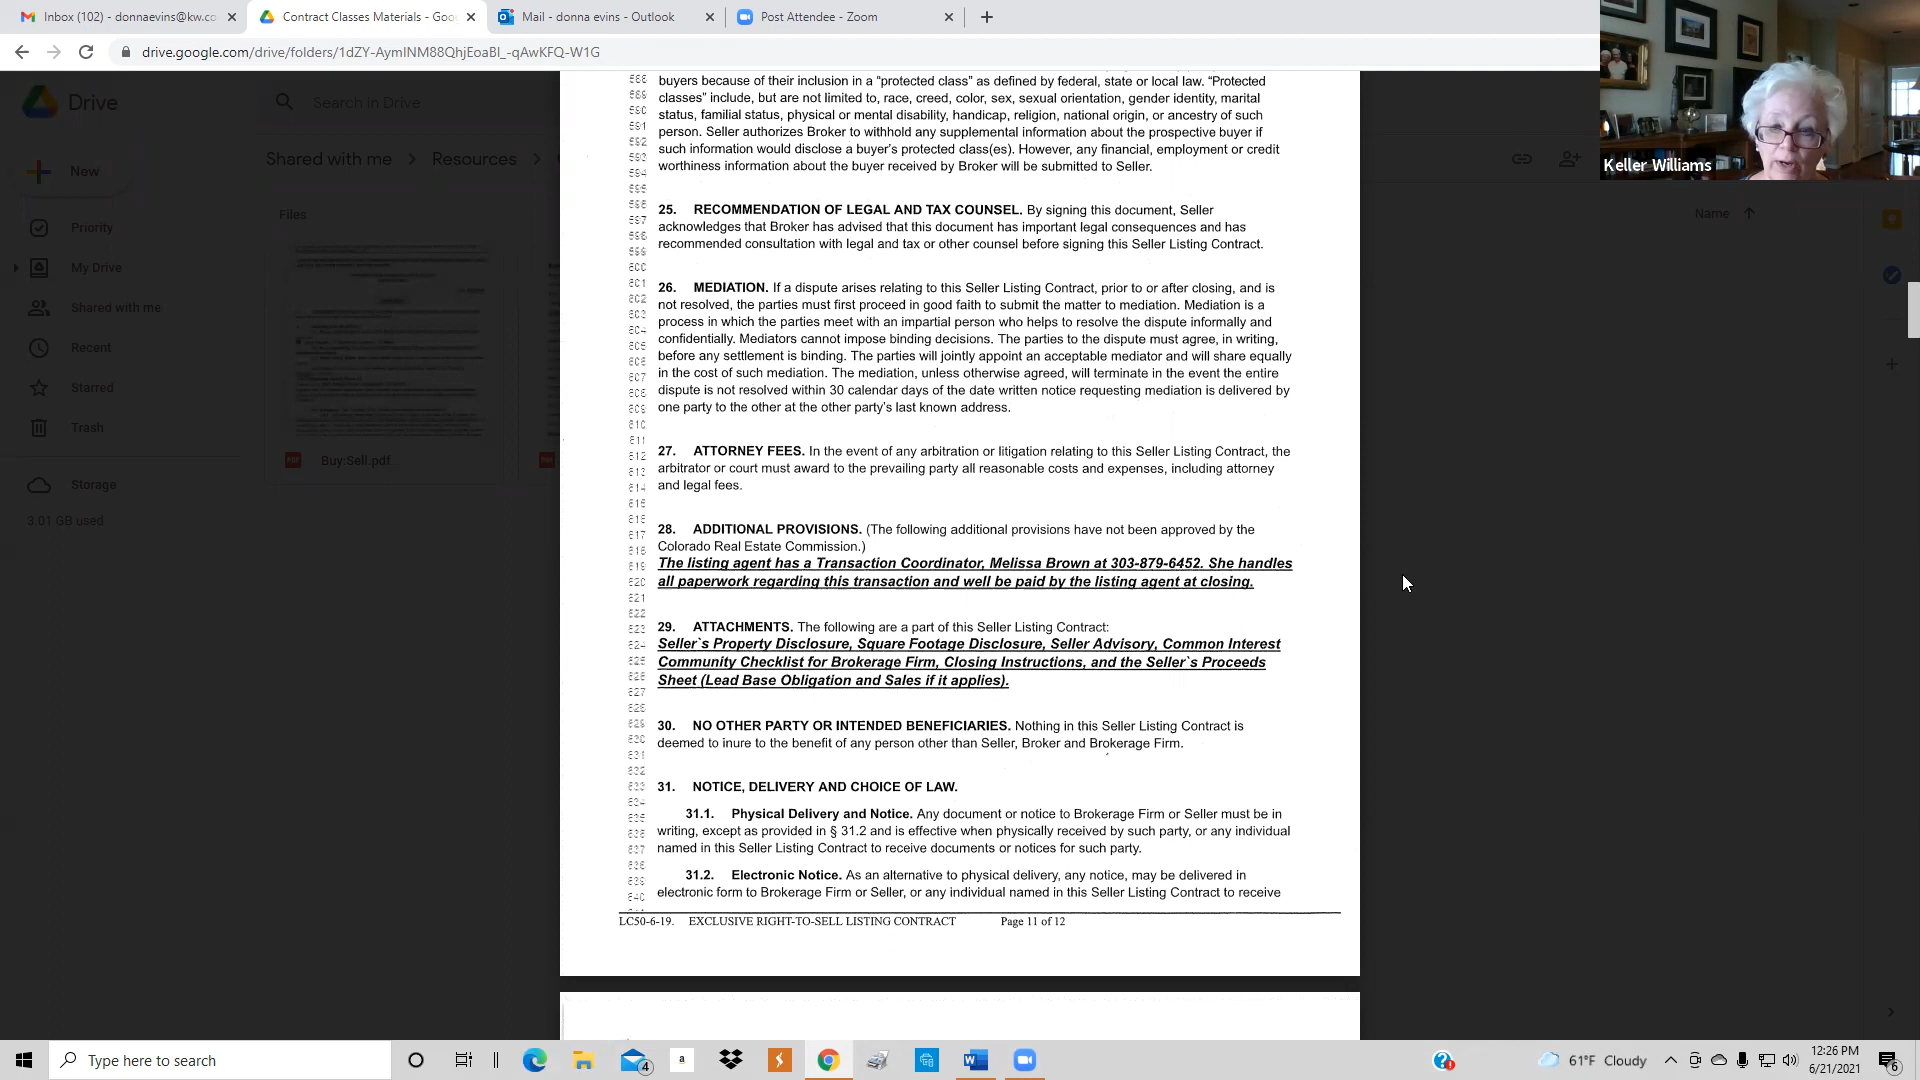 Inbox (102) - donnaevins@kw.co
Contract Classes Materials - Goo
Mail - donna evins - Outlook
Post Attendee - Zoom
drive.google.com/drive/folders/1dZY-AymINM88QhjEoaBl_-qAwKFQ-W1G
Drive
Search in Drive
New
Shared with me > Resources >
Files
Name
Priority
My Drive
Shared with me
Recent
Starred
Trash
Storage
3.01 GB used
Buy:Sell.pdf
Keller Williams
buyers because of their inclusion in a “protected class” as defined by federal, state or local law. “Protected
classes” include, but are not limited to, race, creed, color, sex, sexual orientation, gender identity, marital
status, familial status, physical or mental disability, handicap, religion, national origin, or ancestry of such
person. Seller authorizes Broker to withhold any supplemental information about the prospective buyer if
such information would disclose a buyer's protected class(es). However, any financial, employment or credit
worthiness information about the buyer received by Broker will be submitted to Seller.
25. RECOMMENDATION OF LEGAL AND TAX COUNSEL. By signing this document, Seller
acknowledges that Broker has advised that this document has important legal consequences and has
recommended consultation with legal and tax or other counsel before signing this Seller Listing Contract.
26. MEDIATION. If a dispute arises relating to this Seller Listing Contract, prior to or after closing, and is
not resolved, the parties must first proceed in good faith to submit the matter to mediation. Mediation is a
process in which the parties meet with an impartial person who helps to resolve the dispute informally and
confidentially. Mediators cannot impose binding decisions. The parties to the dispute must agree, in writing,
before any settlement is binding. The parties will jointly appoint an acceptable mediator and will share equally
in the cost of such mediation. The mediation, unless otherwise agreed, will terminate in the event the entire
dispute is not resolved within 30 calendar days of the date written notice requesting mediation is delivered by
one party to the other at the other party’s last known address.
27. ATTORNEY FEES. In the event of any arbitration or litigation relating to this Seller Listing Contract, the
arbitrator or court must award to the prevailing party all reasonable costs and expenses, including attorney
and legal fees.
28. ADDITIONAL PROVISIONS. (The following additional provisions have not been approved by the
Colorado Real Estate Commission.)
The listing agent has a Transaction Coordinator, Melissa Brown at 303-879-6452. She handles
all paperwork regarding this transaction and well be paid by the listing agent at closing.
29. ATTACHMENTS. The following are a part of this Seller Listing Contract:
Seller`s Property Disclosure, Square Footage Disclosure, Seller Advisory, Common Interest
Community Checklist for Brokerage Firm, Closing Instructions, and the Seller`s Proceeds
Sheet (Lead Base Obligation and Sales if it applies).
30. NO OTHER PARTY OR INTENDED BENEFICIARIES. Nothing in this Seller Listing Contract is
deemed to inure to the benefit of any person other than Seller, Broker and Brokerage Firm.
31. NOTICE, DELIVERY AND CHOICE OF LAW.
31.1. Physical Delivery and Notice. Any document or notice to Brokerage Firm or Seller must be in
writing, except as provided in § 31.2 and is effective when physically received by such party, or any individual
named in this Seller Listing Contract to receive documents or notices for such party.
31.2. Electronic Notice. As an alternative to physical delivery, any notice, may be delivered in
electronic form to Brokerage Firm or Seller, or any individual named in this Seller Listing Contract to receive
LC50-6-19. EXCLUSIVE RIGHT-TO-SELL LISTING CONTRACT Page 11 of 12
Type here to search
4
a
61°F Cloudy
12:26 PM
6/21/2021
6